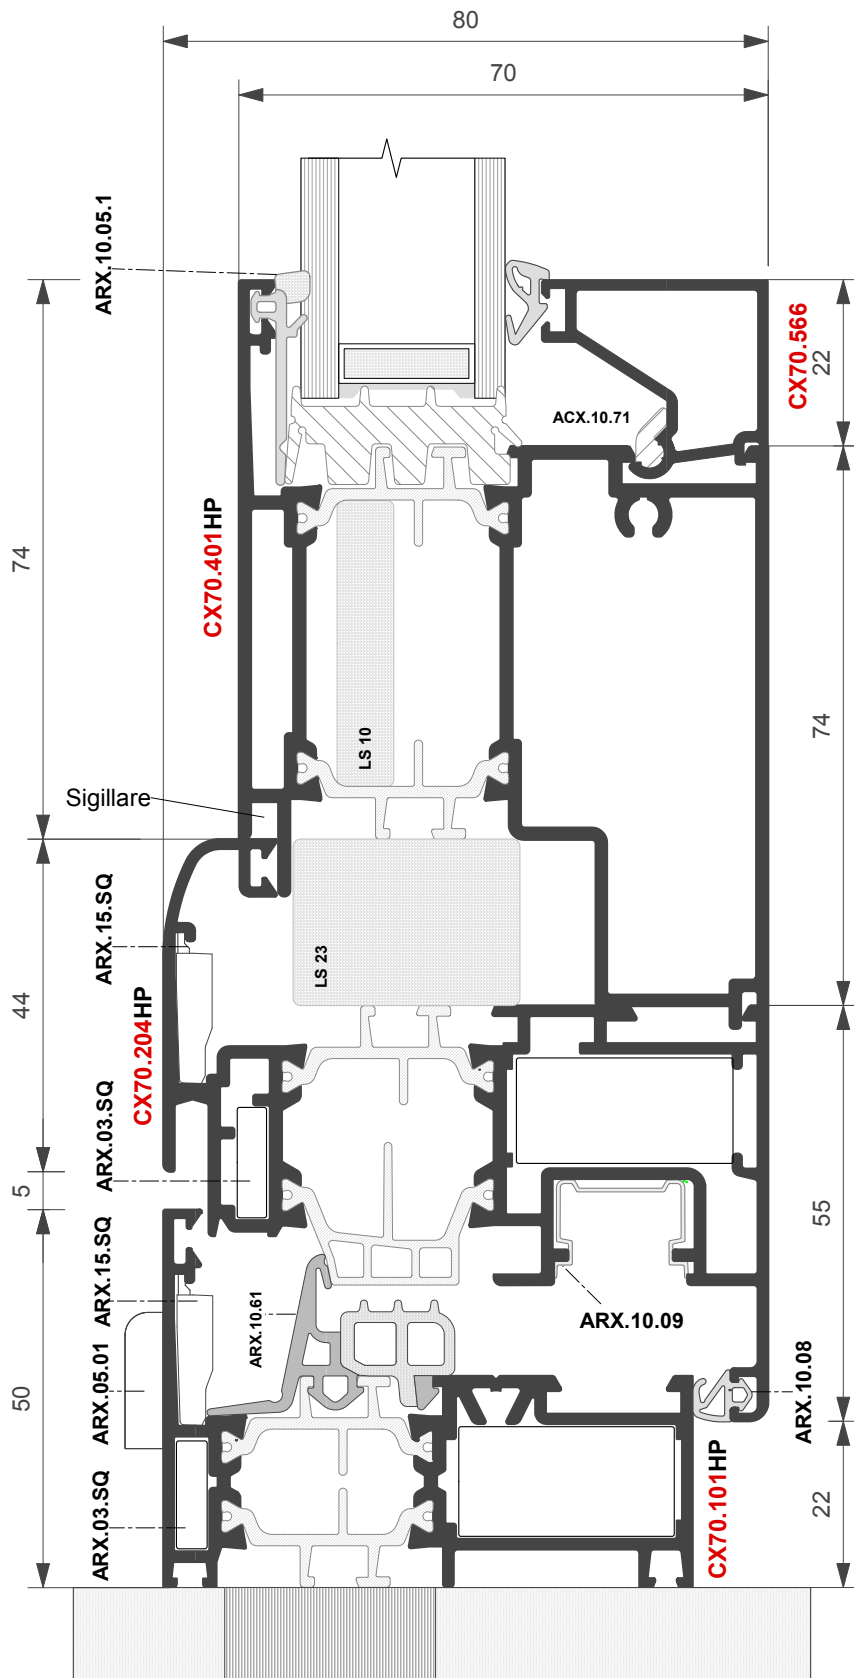 80
70
ARX.10.05.1
CX70.566
22
ACX.10.71
74
CX70.401HP
LS 10
74
Sigillare
ARX.15.SQ
LS 23
44
CX70.204HP
ARX.03.SQ
5
55
ARX.15.SQ
ARX.10.61
ARX.10.09
ARX.05.01
ARX.10.08
50
ARX.03.SQ
CX70.101HP
22